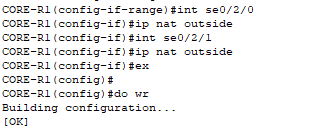 CORE-R1(config-if-range)#int se0/2/0
CORE-R1(config-if)#ip nat outside
CORE-R1(config-if)#int se0/2/1
CORE-R1(config-if)#ip nat outside
CORE-R1(config-if)#ex
CORE-R1(config)#
CORE-R1(config)#do wr
Building configuration...
[OK]